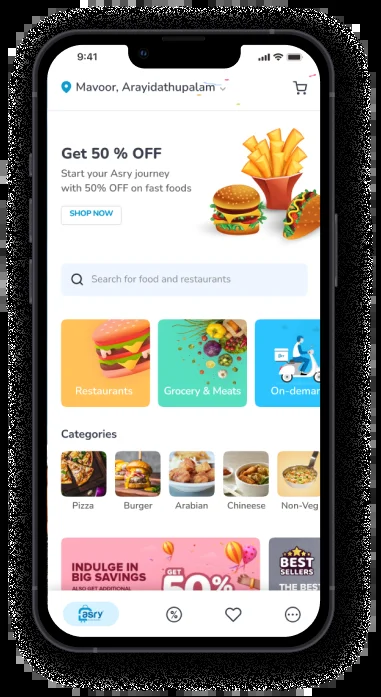 9:41
Mavoor, Arayidathupalam
Get 50 % OFF
Start your Asry journey
with 50% OFF on fast foods
SHOP NOW
Search for food and restaurants
Restaurants
Grocery & Meats
On-deman
Categories
Pizza
Burger
Arabian
Chineese
Non-Veg
INDULGE IN
BIG SAVINGS
ALSO GET ADDITIONAL
GET
50%
BEST
SELLERS
THE BEST
asry